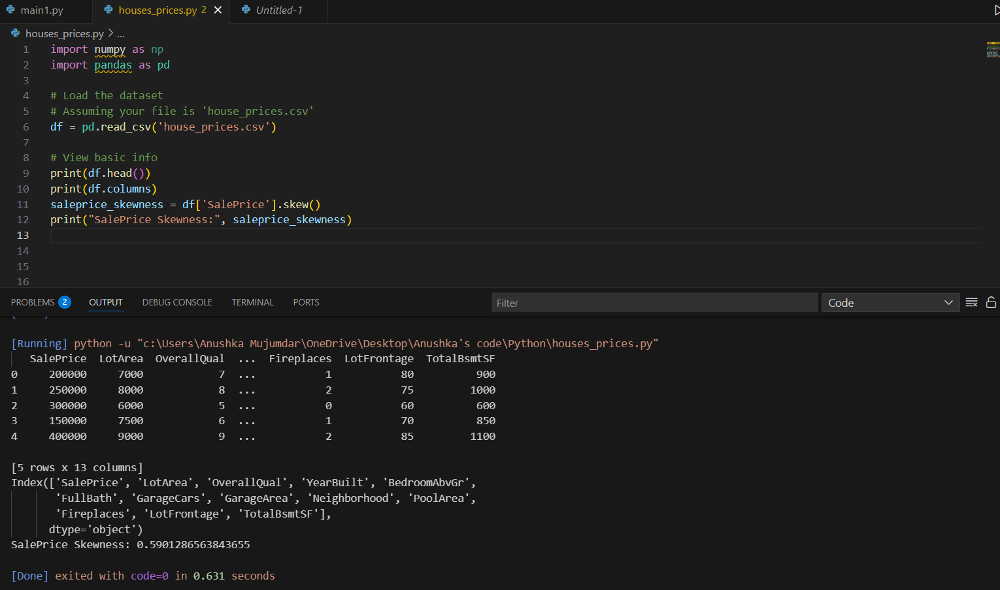 main1.py houses_prices.py 2 Untitled-1
houses_prices.py > ...
1 import numpy as np
2 import pandas as pd
3
4 # Load the dataset
5 # Assuming your file is 'house_prices.csv'
6 df = pd.read_csv('house_prices.csv')
7
8 # View basic info
9 print(df.head())
10 print(df.columns)
11 saleprice_skewness = df['SalePrice'].skew()
12 print("SalePrice Skewness:", saleprice_skewness)
13
14
15
16
PROBLEMS 2 OUTPUT DEBUG CONSOLE TERMINAL PORTS Filter Code
[Running] python -u "c:\Users\Anushka Mujumdar\OneDrive\Desktop\Anushka's code\Python\houses_prices.py"
SalePrice LotArea OverallQual ... Fireplaces LotFrontage TotalBsmtSF
0 200000 7000 7 ... 1 80 900
1 250000 8000 8 ... 2 75 1000
2 300000 6000 5 ... 0 60 600
3 150000 7500 6 ... 1 70 850
4 400000 9000 9 ... 2 85 1100
[5 rows x 13 columns]
Index(['SalePrice', 'LotArea', 'OverallQual', 'YearBuilt', 'BedroomAbvGr',
'FullBath', 'GarageCars', 'GarageArea', 'Neighborhood', 'PoolArea',
'Fireplaces', 'LotFrontage', 'TotalBsmtSF'],
dtype='object')
SalePrice Skewness: 0.5901286563843655
[Done] exited with code=0 in 0.631 seconds